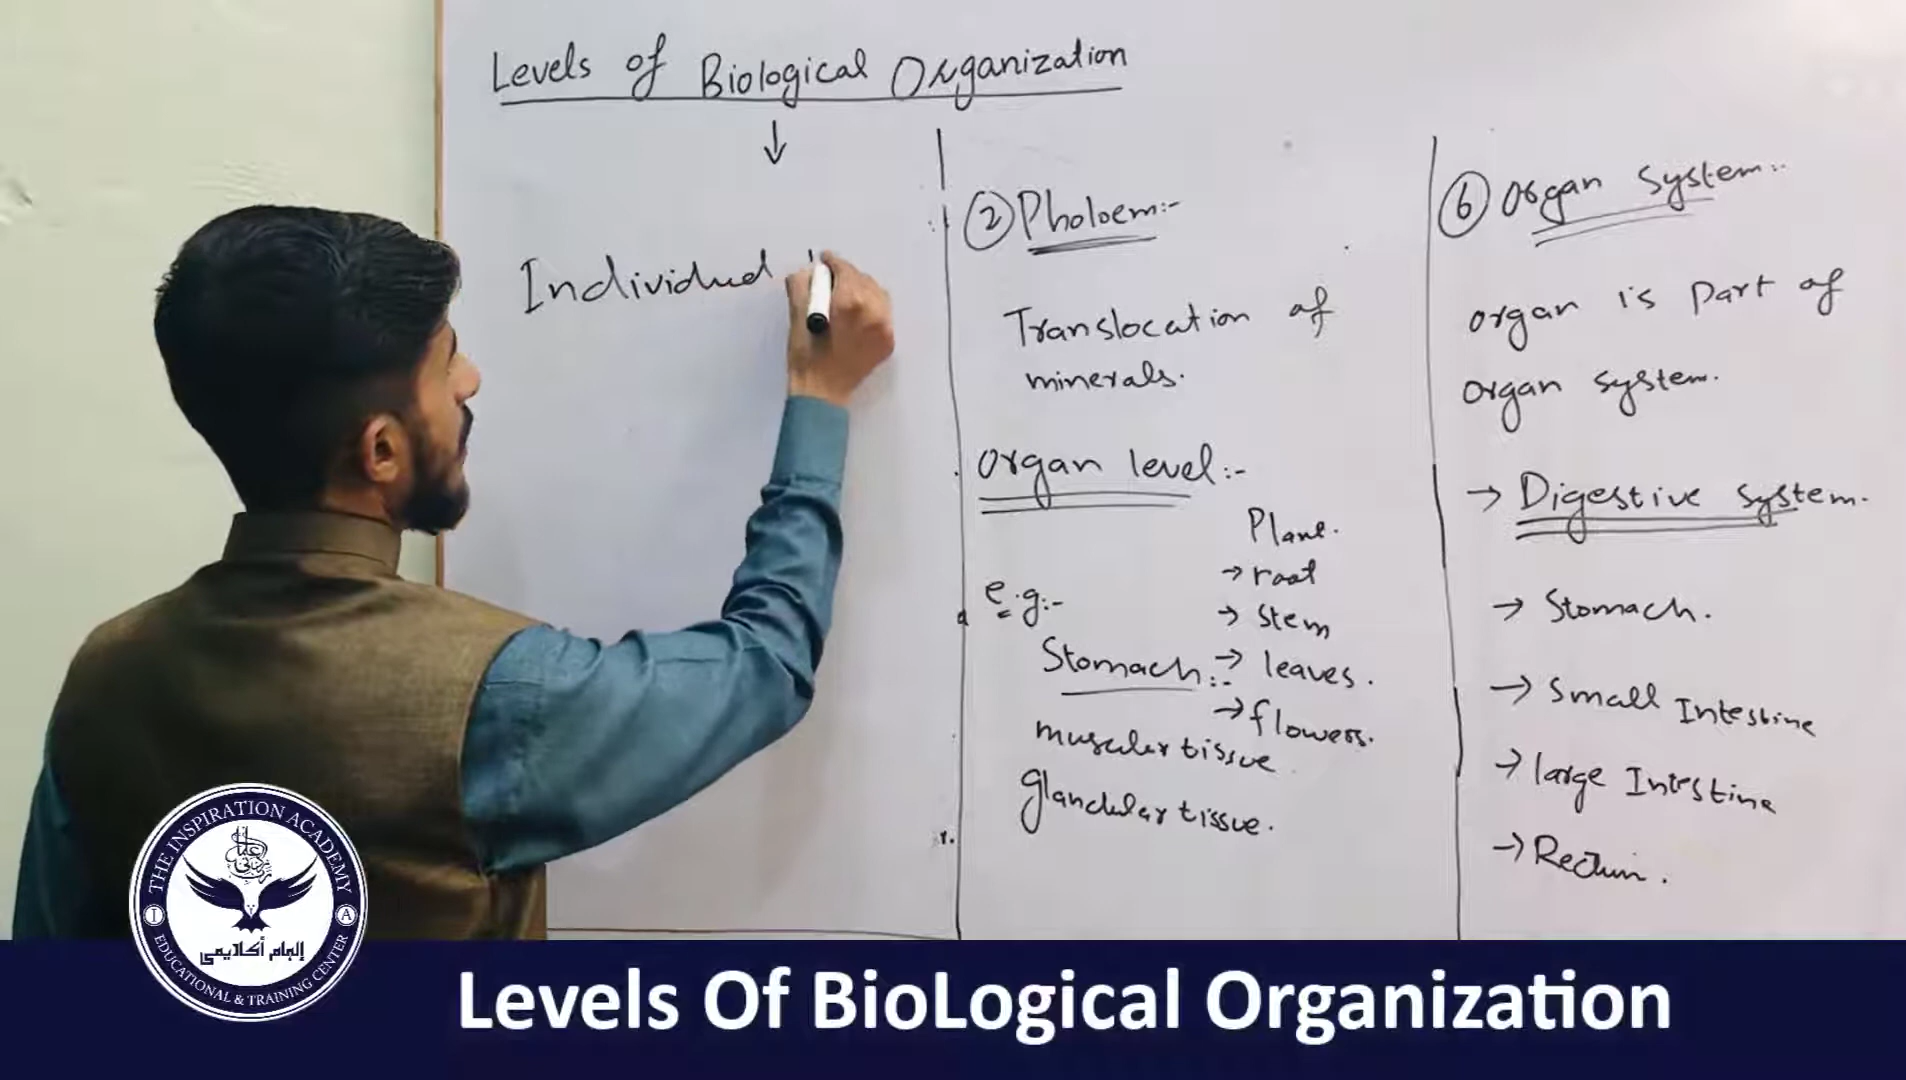 Levels of Biological Organization
↓
Individual
② Pholoem:-
Translocation of
minerals.
Organ level:-
e.g:-
Plant.
→ root
→ Stem
→ leaves.
→ flowers.
Stomach:-
muscular tissue
glandular tissue.
⑥ Organ System:-
Organ is Part of
Organ System.
→ Digestive System.
→ Stomach.
→ Small Intestine
→ large Intestine
→ Rectum.
THE INSPIRATION ACADEMY
إلهام أكلايمى
I A
EDUCATIONAL & TRAINING CENTER
Levels Of BioLogical Organization